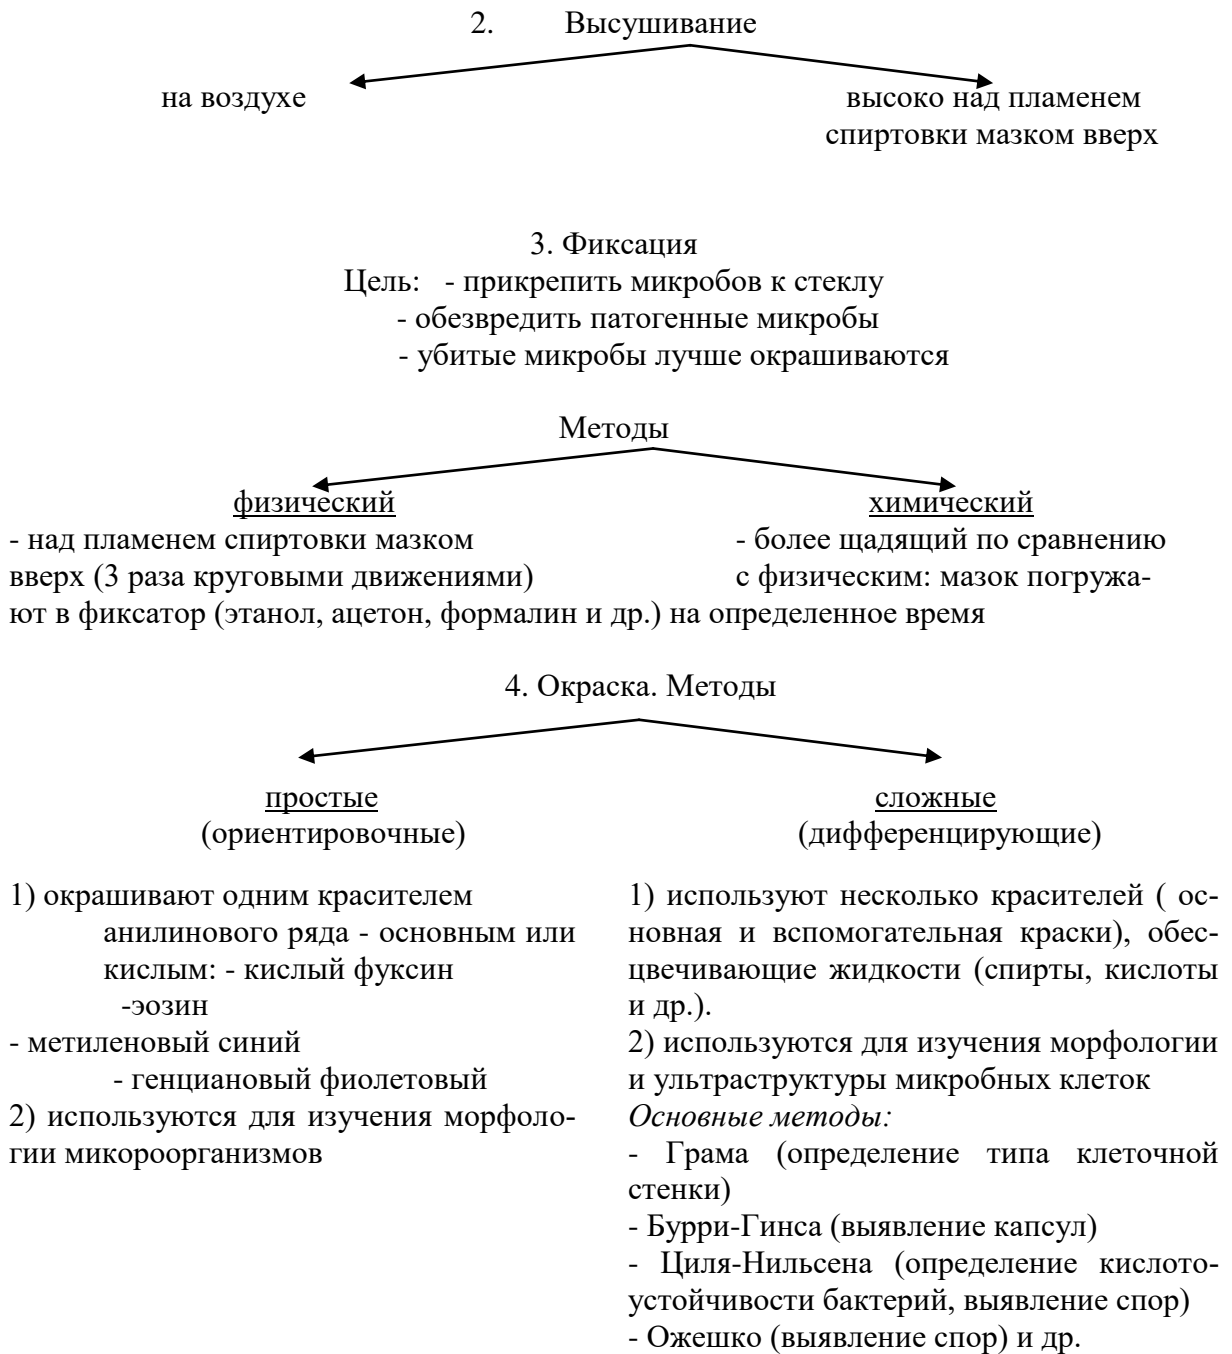 2. Высушивание
на воздухе
высоко над пламенем
спиртовки мазком вверх
3. Фиксация
Цель: - прикрепить микробов к стеклу
- обезвредить патогенные микробы
- убитые микробы лучше окрашиваются
Методы
физический
химический
- над пламенем спиртовки мазком - более щадящий по сравнению
вверх (3 раза круговыми движениями) с физическим: мазок погружа-
ют в фиксатор (этанол, ацетон, формалин и др.) на определенное время
4. Окраска. Методы
простые
(ориентировочные)
1) окрашивают одним красителем
анилинового ряда - основным или
кислым: - кислый фуксин
-эозин
- метиленовый синий
- генциановый фиолетовый
2) используются для изучения морфоло-
гии микороорганизмов
сложные
(дифференцирующие)
1) используют несколько красителей ( ос-
новная и вспомогательная краски), обес-
цвечивающие жидкости (спирты, кислоты
и др.).
2) используются для изучения морфологии
и ультраструктуры микробных клеток
Основные методы:
- Грама (определение типа клеточной
стенки)
- Бурри-Гинса (выявление капсул)
- Циля-Нильсена (определение кислото-
устойчивости бактерий, выявление спор)
- Ожешко (выявление спор) и др.